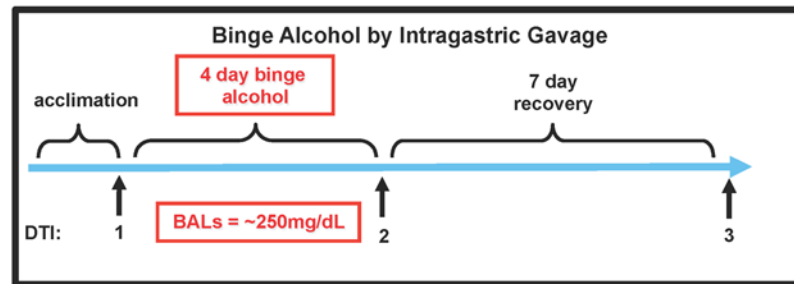 Binge Alcohol by Intragastric Gavage
acclimation
4 day binge
alcohol
7 day
recovery
DTI:
1
BALs = ~250mg/dL
2
3